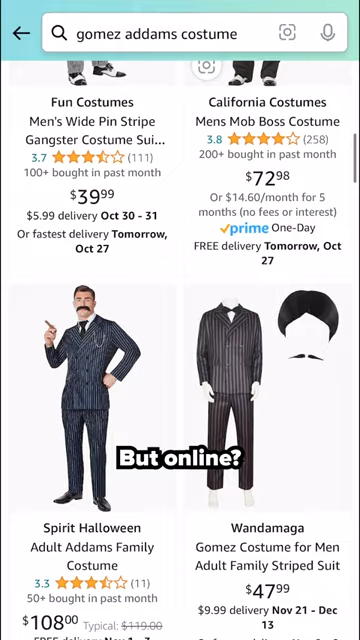 gomez addams costume
Fun Costumes
Men's Wide Pin Stripe
Gangster Costume Sui...
3.7 (111)
100+ bought in past month
$39 99
$5.99 delivery Oct 30 - 31
Or fastest delivery Tomorrow,
Oct 27
California Costumes
Mens Mob Boss Costume
3.8 (258)
200+ bought in past month
$72 98
Or $14.60/month for 5
months (no fees or interest)
prime One-Day
FREE delivery Tomorrow, Oct
27
But online?
Spirit Halloween
Adult Addams Family
Costume
3.3 (11)
50+ bought in past month
$108 00 Typical: $119.00
Wandamaga
Gomez Costume for Men
Adult Family Striped Suit
$47 99
$9.99 delivery Nov 21 - Dec
13